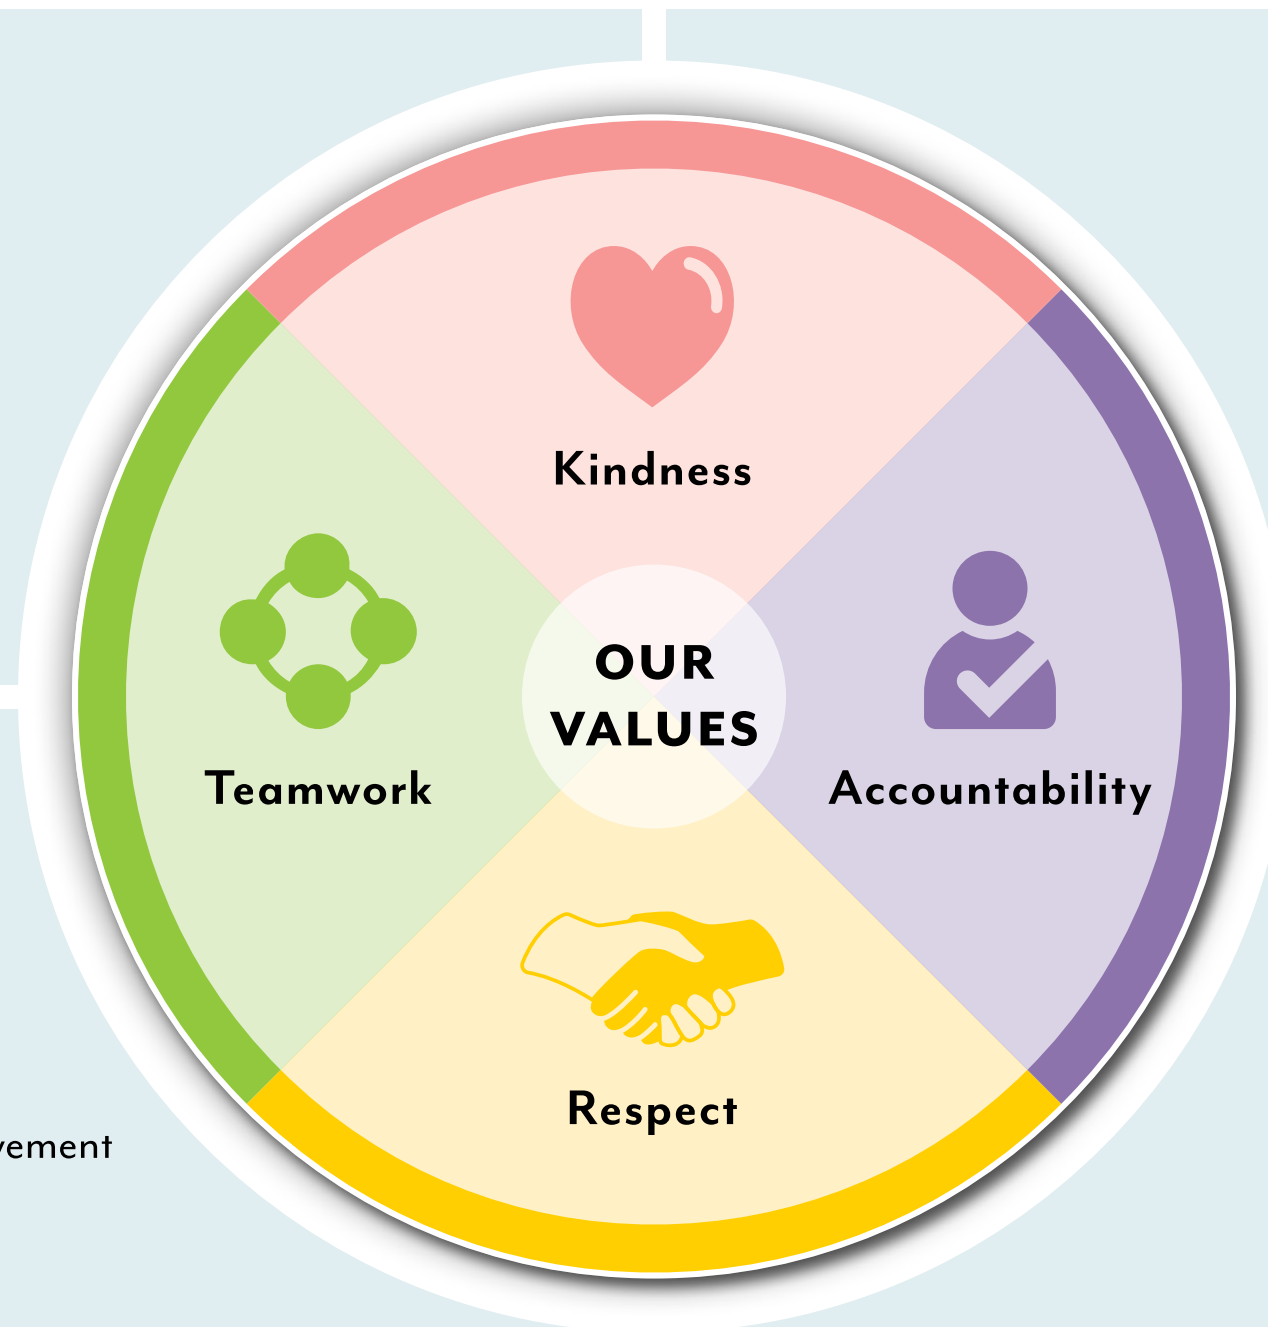 Kindness
OUR
VALUES
Teamwork
Accountability
Respect
vement